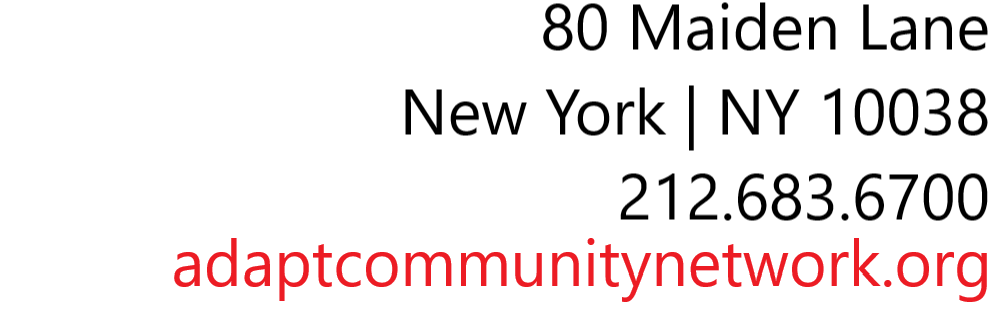 80 Maiden Lane
New York | NY 10038
212.683.6700
adaptcommunitynetwork.org